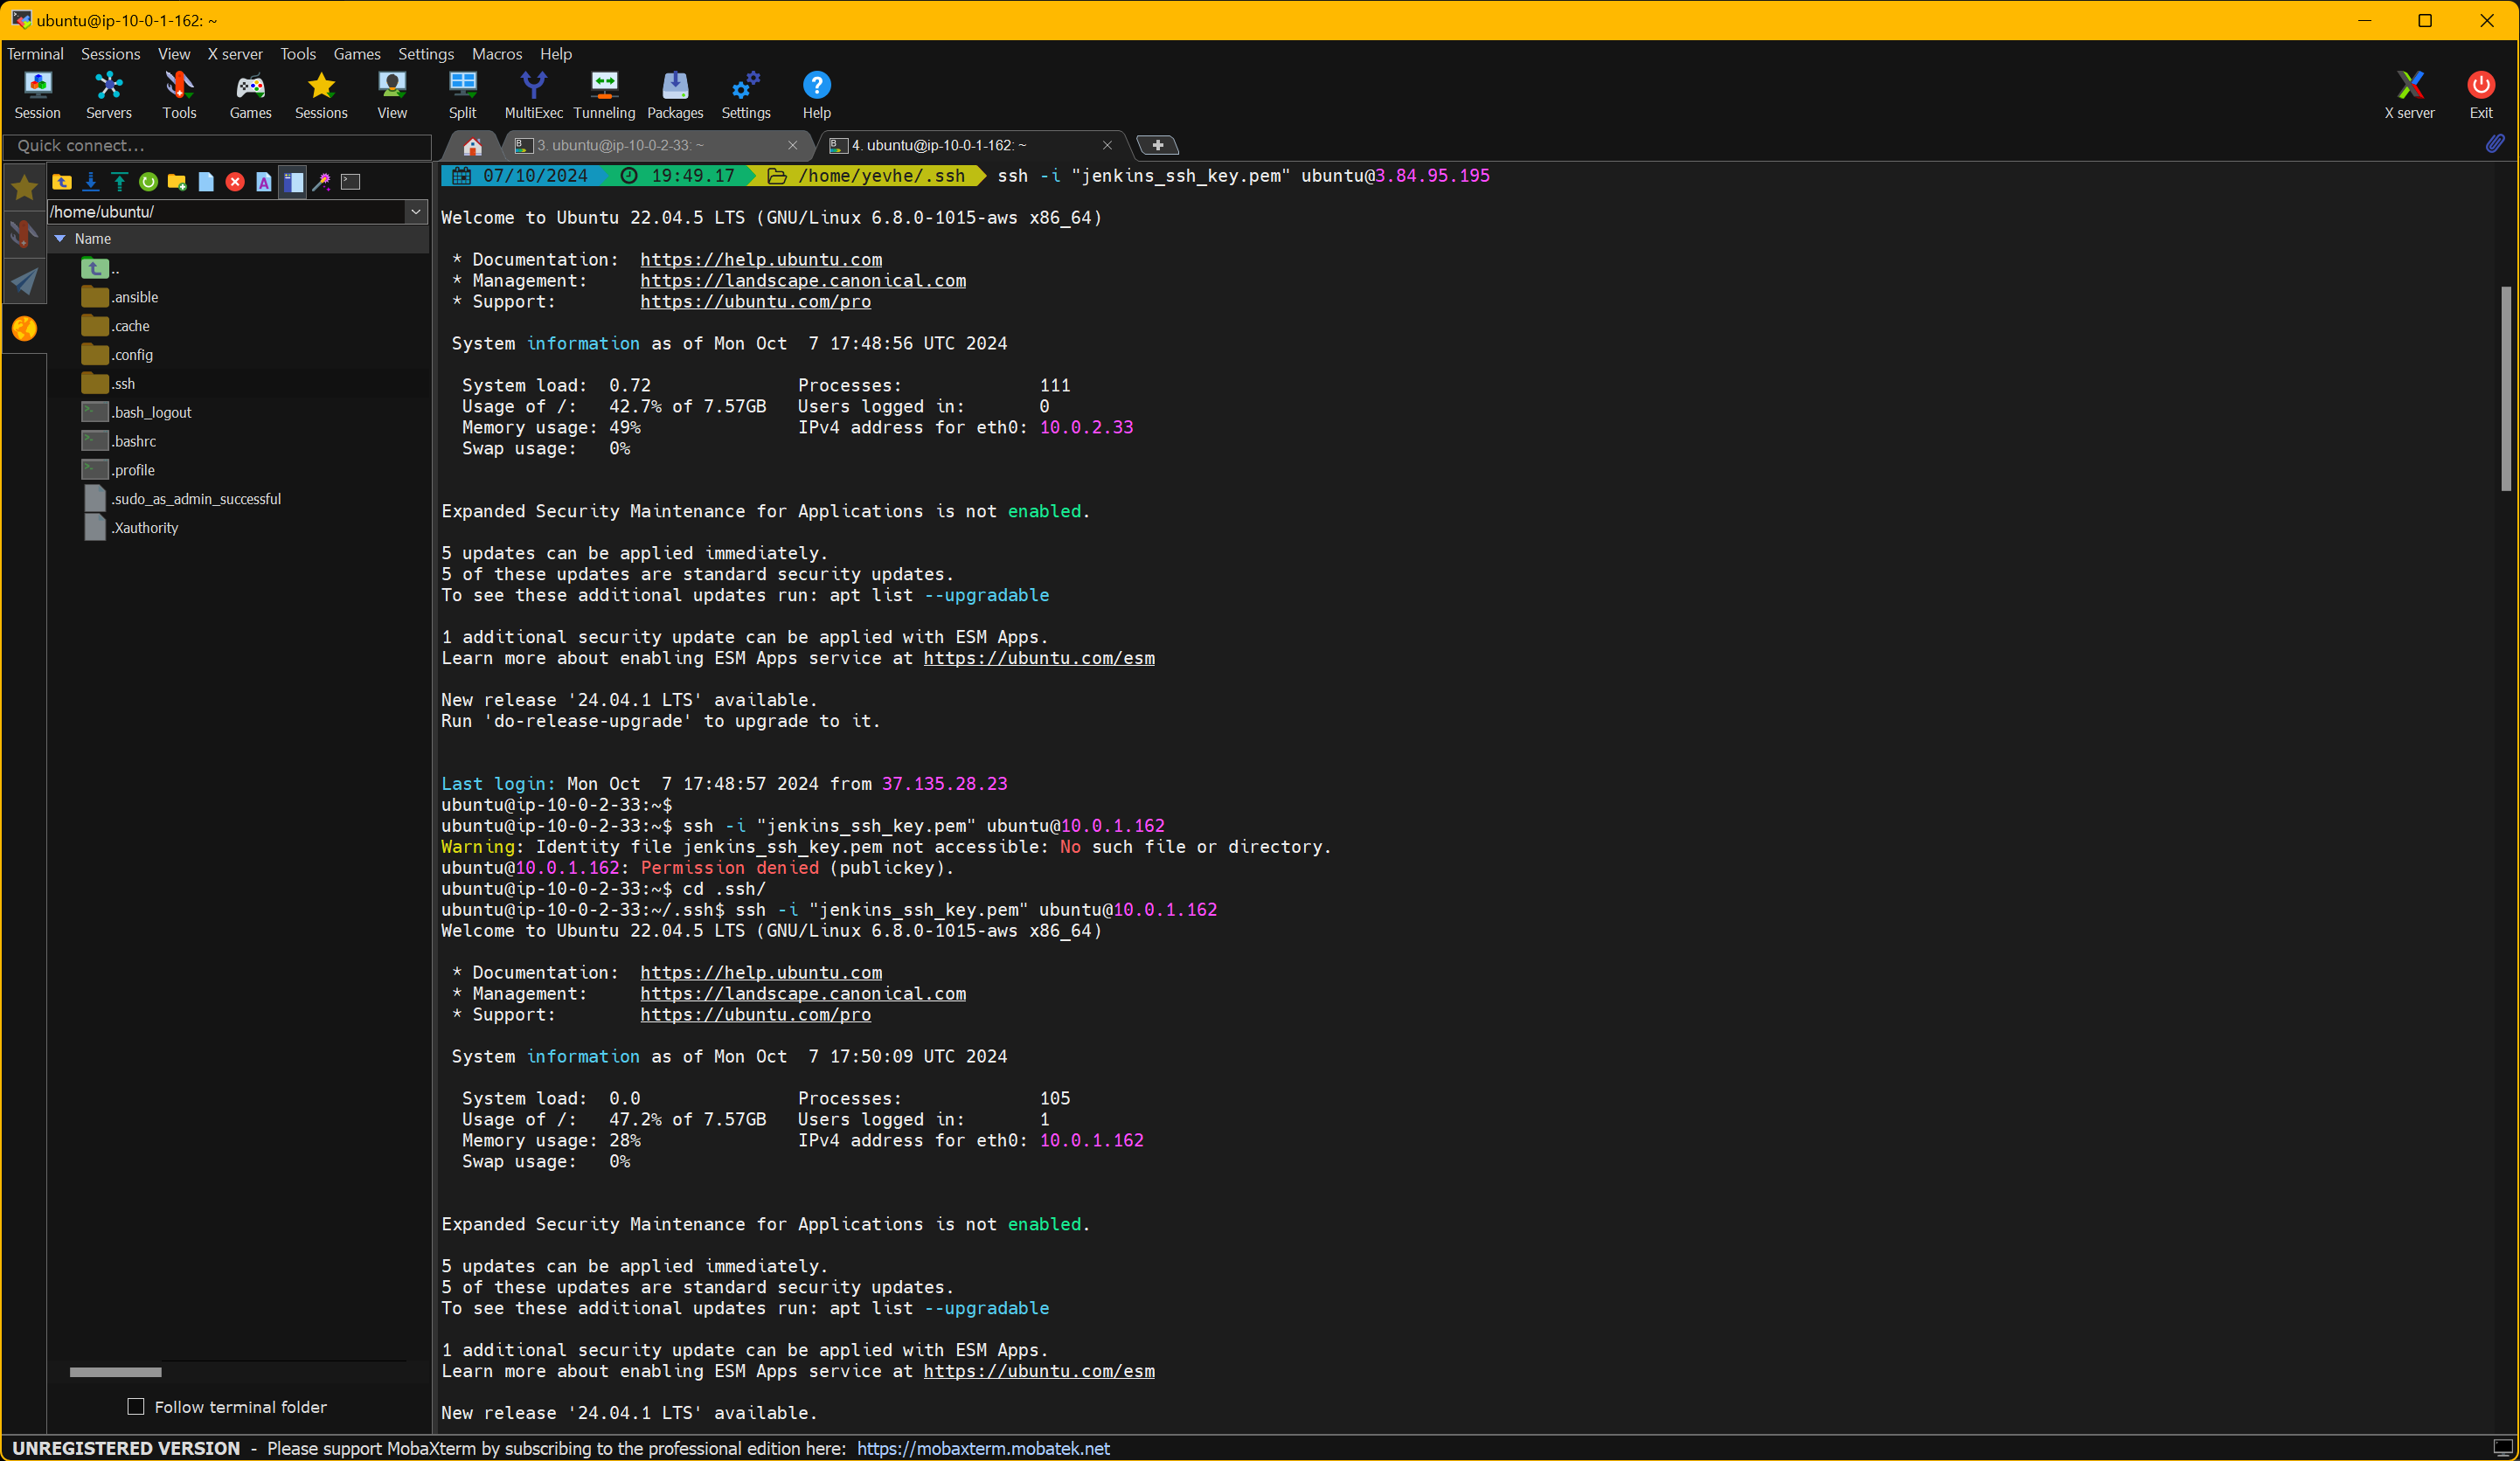 ubuntu@ip-10-0-1-162: ~
Terminal Sessions View X server Tools Games Settings Macros Help
Session Servers Tools Games Sessions View Split MultiExec Tunneling Packages Settings Help X server Exit
Quick connect...
3. ubuntu@ip-10-0-2-33: ~
4. ubuntu@ip-10-0-1-162: ~
/home/ubuntu/
Name
..
.ansible
.cache
.config
.ssh
.bash_logout
.bashrc
.profile
.sudo_as_admin_successful
.Xauthority
Follow terminal folder
07/10/2024 19:49.17 /home/yevhe/.ssh ssh -i "jenkins_ssh_key.pem" ubuntu@3.84.95.195
Welcome to Ubuntu 22.04.5 LTS (GNU/Linux 6.8.0-1015-aws x86_64)
* Documentation: https://help.ubuntu.com
* Management: https://landscape.canonical.com
* Support: https://ubuntu.com/pro
System information as of Mon Oct 7 17:48:56 UTC 2024
System load: 0.72 Processes: 111
Usage of /: 42.7% of 7.57GB Users logged in: 0
Memory usage: 49% IPv4 address for eth0: 10.0.2.33
Swap usage: 0%
Expanded Security Maintenance for Applications is not enabled.
5 updates can be applied immediately.
5 of these updates are standard security updates.
To see these additional updates run: apt list --upgradable
1 additional security update can be applied with ESM Apps.
Learn more about enabling ESM Apps service at https://ubuntu.com/esm
New release '24.04.1 LTS' available.
Run 'do-release-upgrade' to upgrade to it.
Last login: Mon Oct 7 17:48:57 2024 from 37.135.28.23
ubuntu@ip-10-0-2-33:~$
ubuntu@ip-10-0-2-33:~$ ssh -i "jenkins_ssh_key.pem" ubuntu@10.0.1.162
Warning: Identity file jenkins_ssh_key.pem not accessible: No such file or directory.
ubuntu@10.0.1.162: Permission denied (publickey).
ubuntu@ip-10-0-2-33:~$ cd .ssh/
ubuntu@ip-10-0-2-33:~/.ssh$ ssh -i "jenkins_ssh_key.pem" ubuntu@10.0.1.162
Welcome to Ubuntu 22.04.5 LTS (GNU/Linux 6.8.0-1015-aws x86_64)
* Documentation: https://help.ubuntu.com
* Management: https://landscape.canonical.com
* Support: https://ubuntu.com/pro
System information as of Mon Oct 7 17:50:09 UTC 2024
System load: 0.0 Processes: 105
Usage of /: 47.2% of 7.57GB Users logged in: 1
Memory usage: 28% IPv4 address for eth0: 10.0.1.162
Swap usage: 0%
Expanded Security Maintenance for Applications is not enabled.
5 updates can be applied immediately.
5 of these updates are standard security updates.
To see these additional updates run: apt list --upgradable
1 additional security update can be applied with ESM Apps.
Learn more about enabling ESM Apps service at https://ubuntu.com/esm
New release '24.04.1 LTS' available.
UNREGISTERED VERSION - Please support MobaXterm by subscribing to the professional edition here: https://mobaxterm.mobatek.net